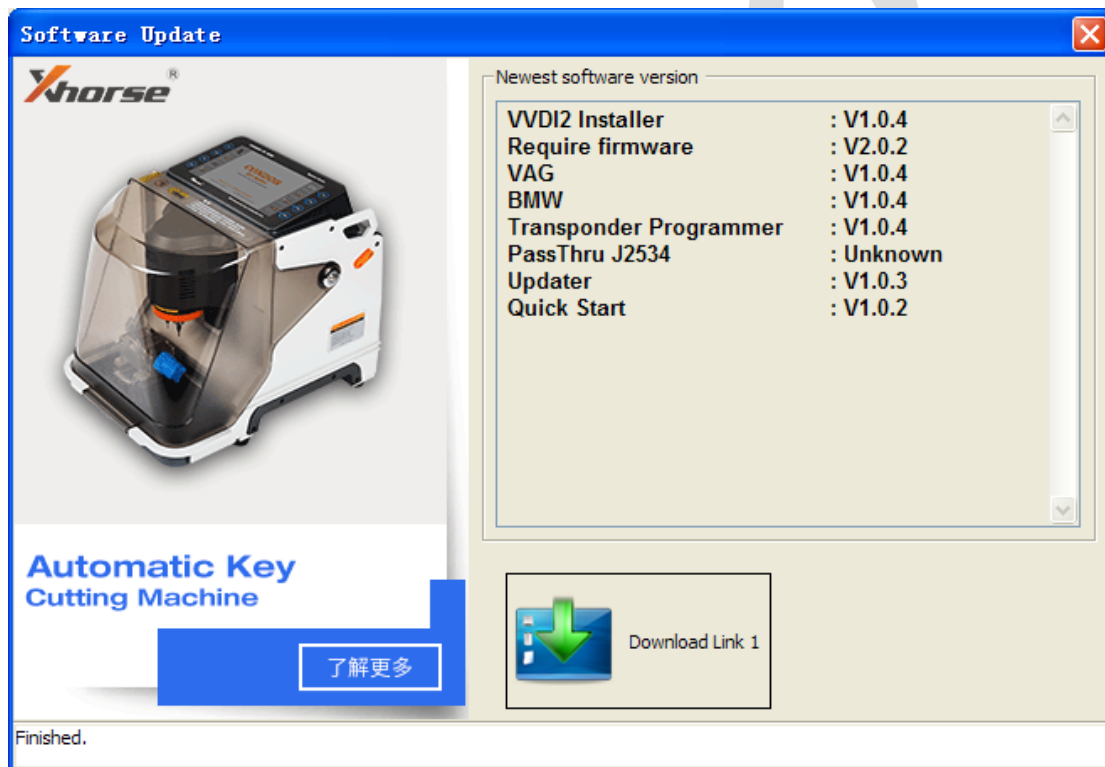 Software Update
Xhorse®
Newest software version
VVDI2 Installer : V1.0.4
Require firmware : V2.0.2
VAG : V1.0.4
BMW : V1.0.4
Transponder Programmer : V1.0.4
PassThru J2534 : Unknown
Updater : V1.0.3
Quick Start : V1.0.2
CONDOR
Automatic Key
Cutting Machine
了解更多
Download Link 1
Finished.